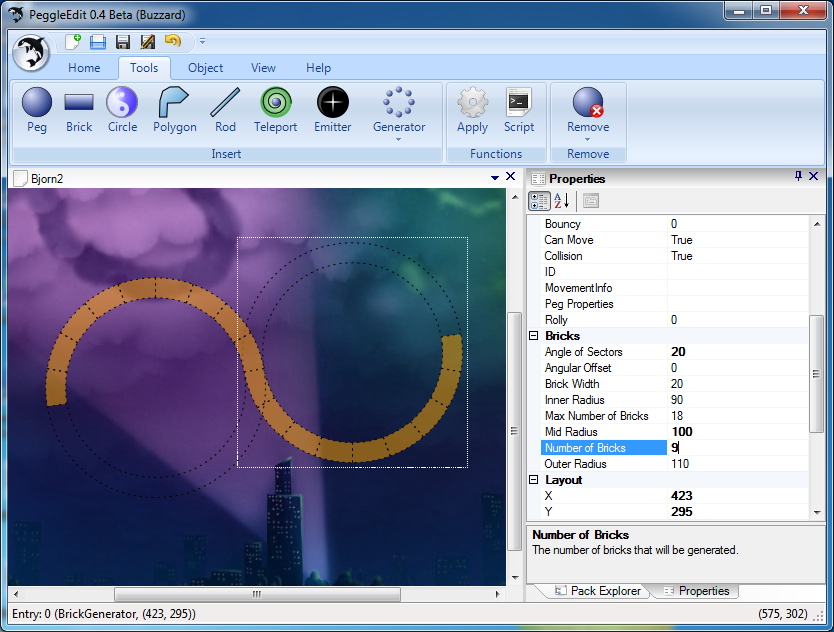 PeggleEdit 0.4 Beta (Buzzard)
Home Tools Object View Help
Peg Brick Circle Polygon Rod Teleport Emitter Generator Apply Script Remove
Insert Functions Remove
Bjorn2
Properties
Bouncy 0
Can Move True
Collision True
ID
MovementInfo
Peg Properties
Rolly 0
Bricks
Angle of Sectors 20
Angular Offset 0
Brick Width 20
Inner Radius 90
Max Number of Bricks 18
Mid Radius 100
Number of Bricks 9
Outer Radius 110
Layout
X 423
Y 295
Number of Bricks
The number of bricks that will be generated.
Pack Explorer Properties
Entry: 0 (BrickGenerator, (423, 295)) (575, 302)